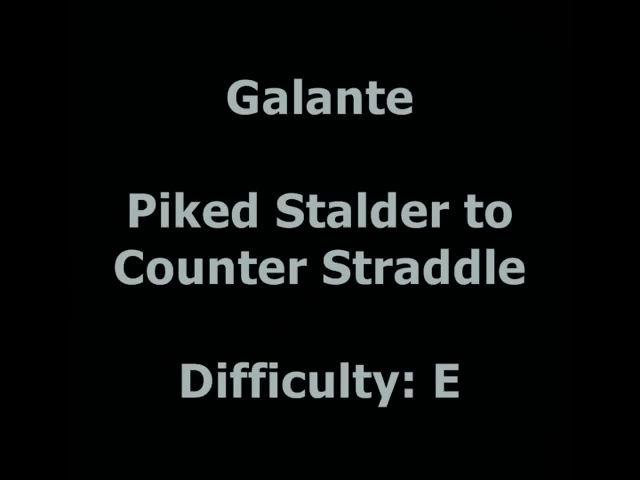 Galante
Piked Stalder to
Counter Straddle
Difficulty: E